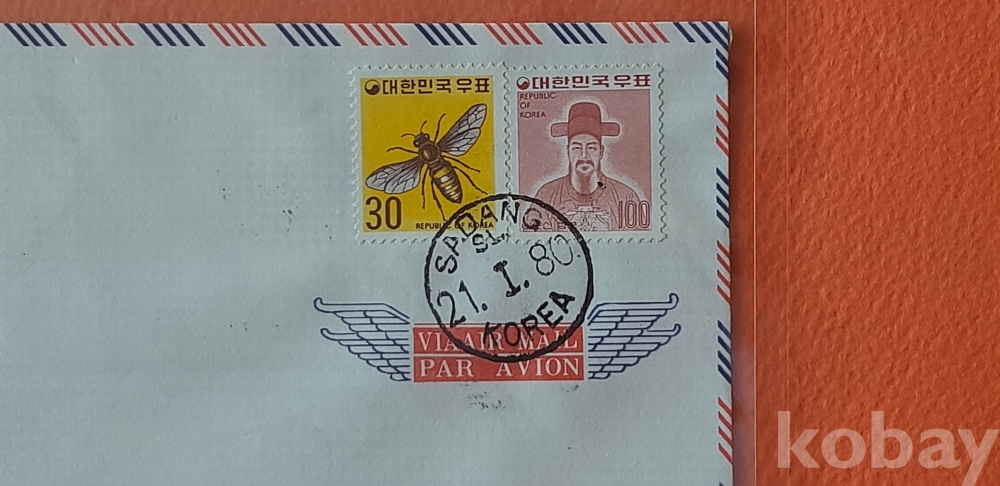 대한민국우표
30
REPUBLIC OF KOREA
대한민국우표
REPUBLIC
OF
KOREA
100
SADANG
21. I. 80.
KOREA
VIA AIR MAIL
PAR AVION
kobay